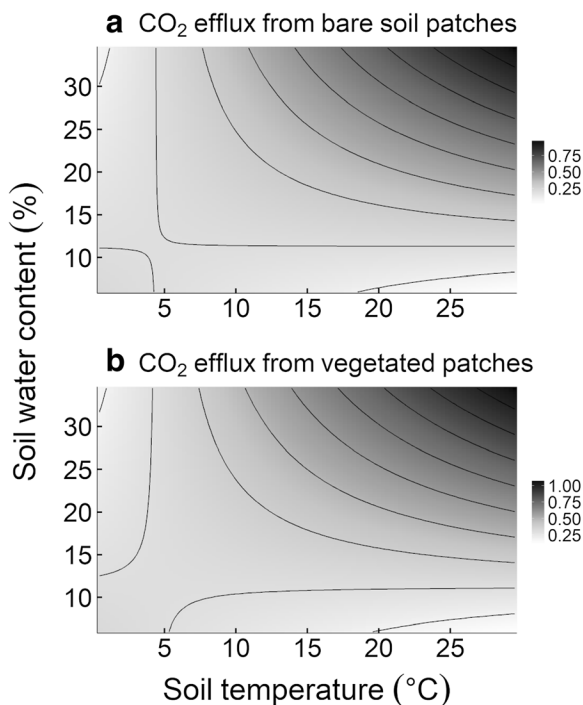 a CO₂ efflux from bare soil patches
30
25
20
15
10
5 10 15 20 25
0.75
0.50
0.25
b CO₂ efflux from vegetated patches
30
25
20
15
10
5 10 15 20 25
1.00
0.75
0.50
0.25
Soil water content (%)
Soil temperature (°C)